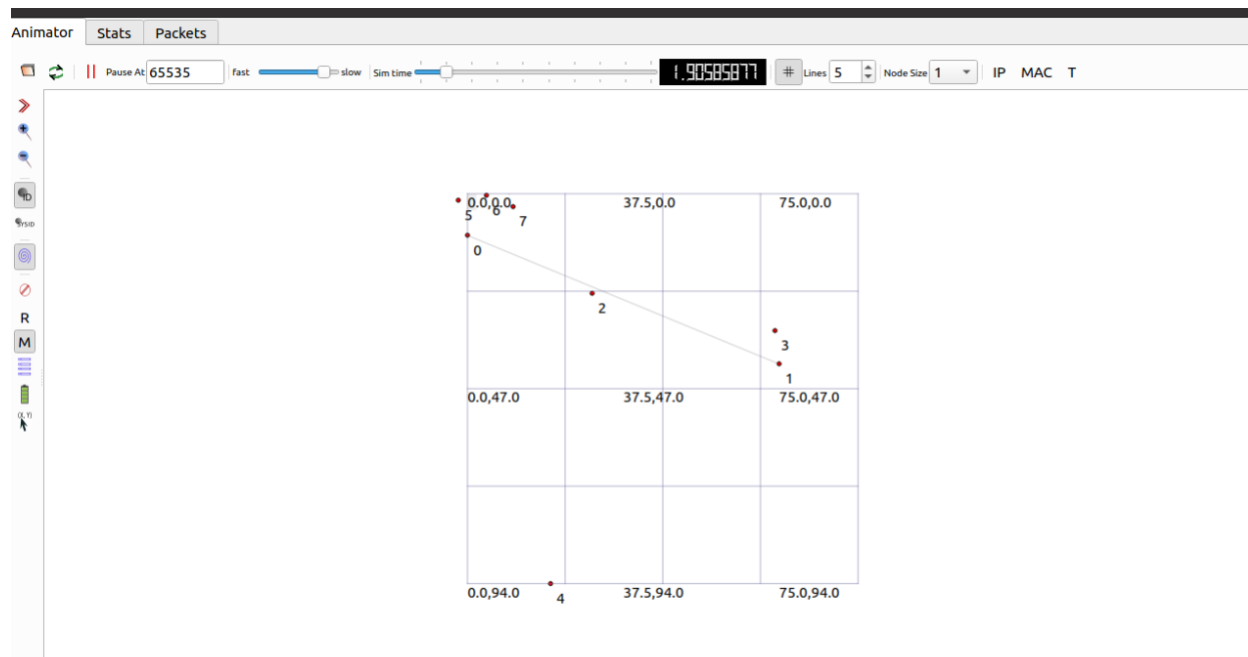 Animator Stats Packets
Pause At 65535 fast slow Sim time 1.90585877 # Lines 5 Node Size 1 IP MAC T
ID
SYSID
R
M
(X, Y)
0.0,0.0 37.5,0.0 75.0,0.0
5 6 7
0
2
3
1
0.0,47.0 37.5,47.0 75.0,47.0
0.0,94.0 4 37.5,94.0 75.0,94.0